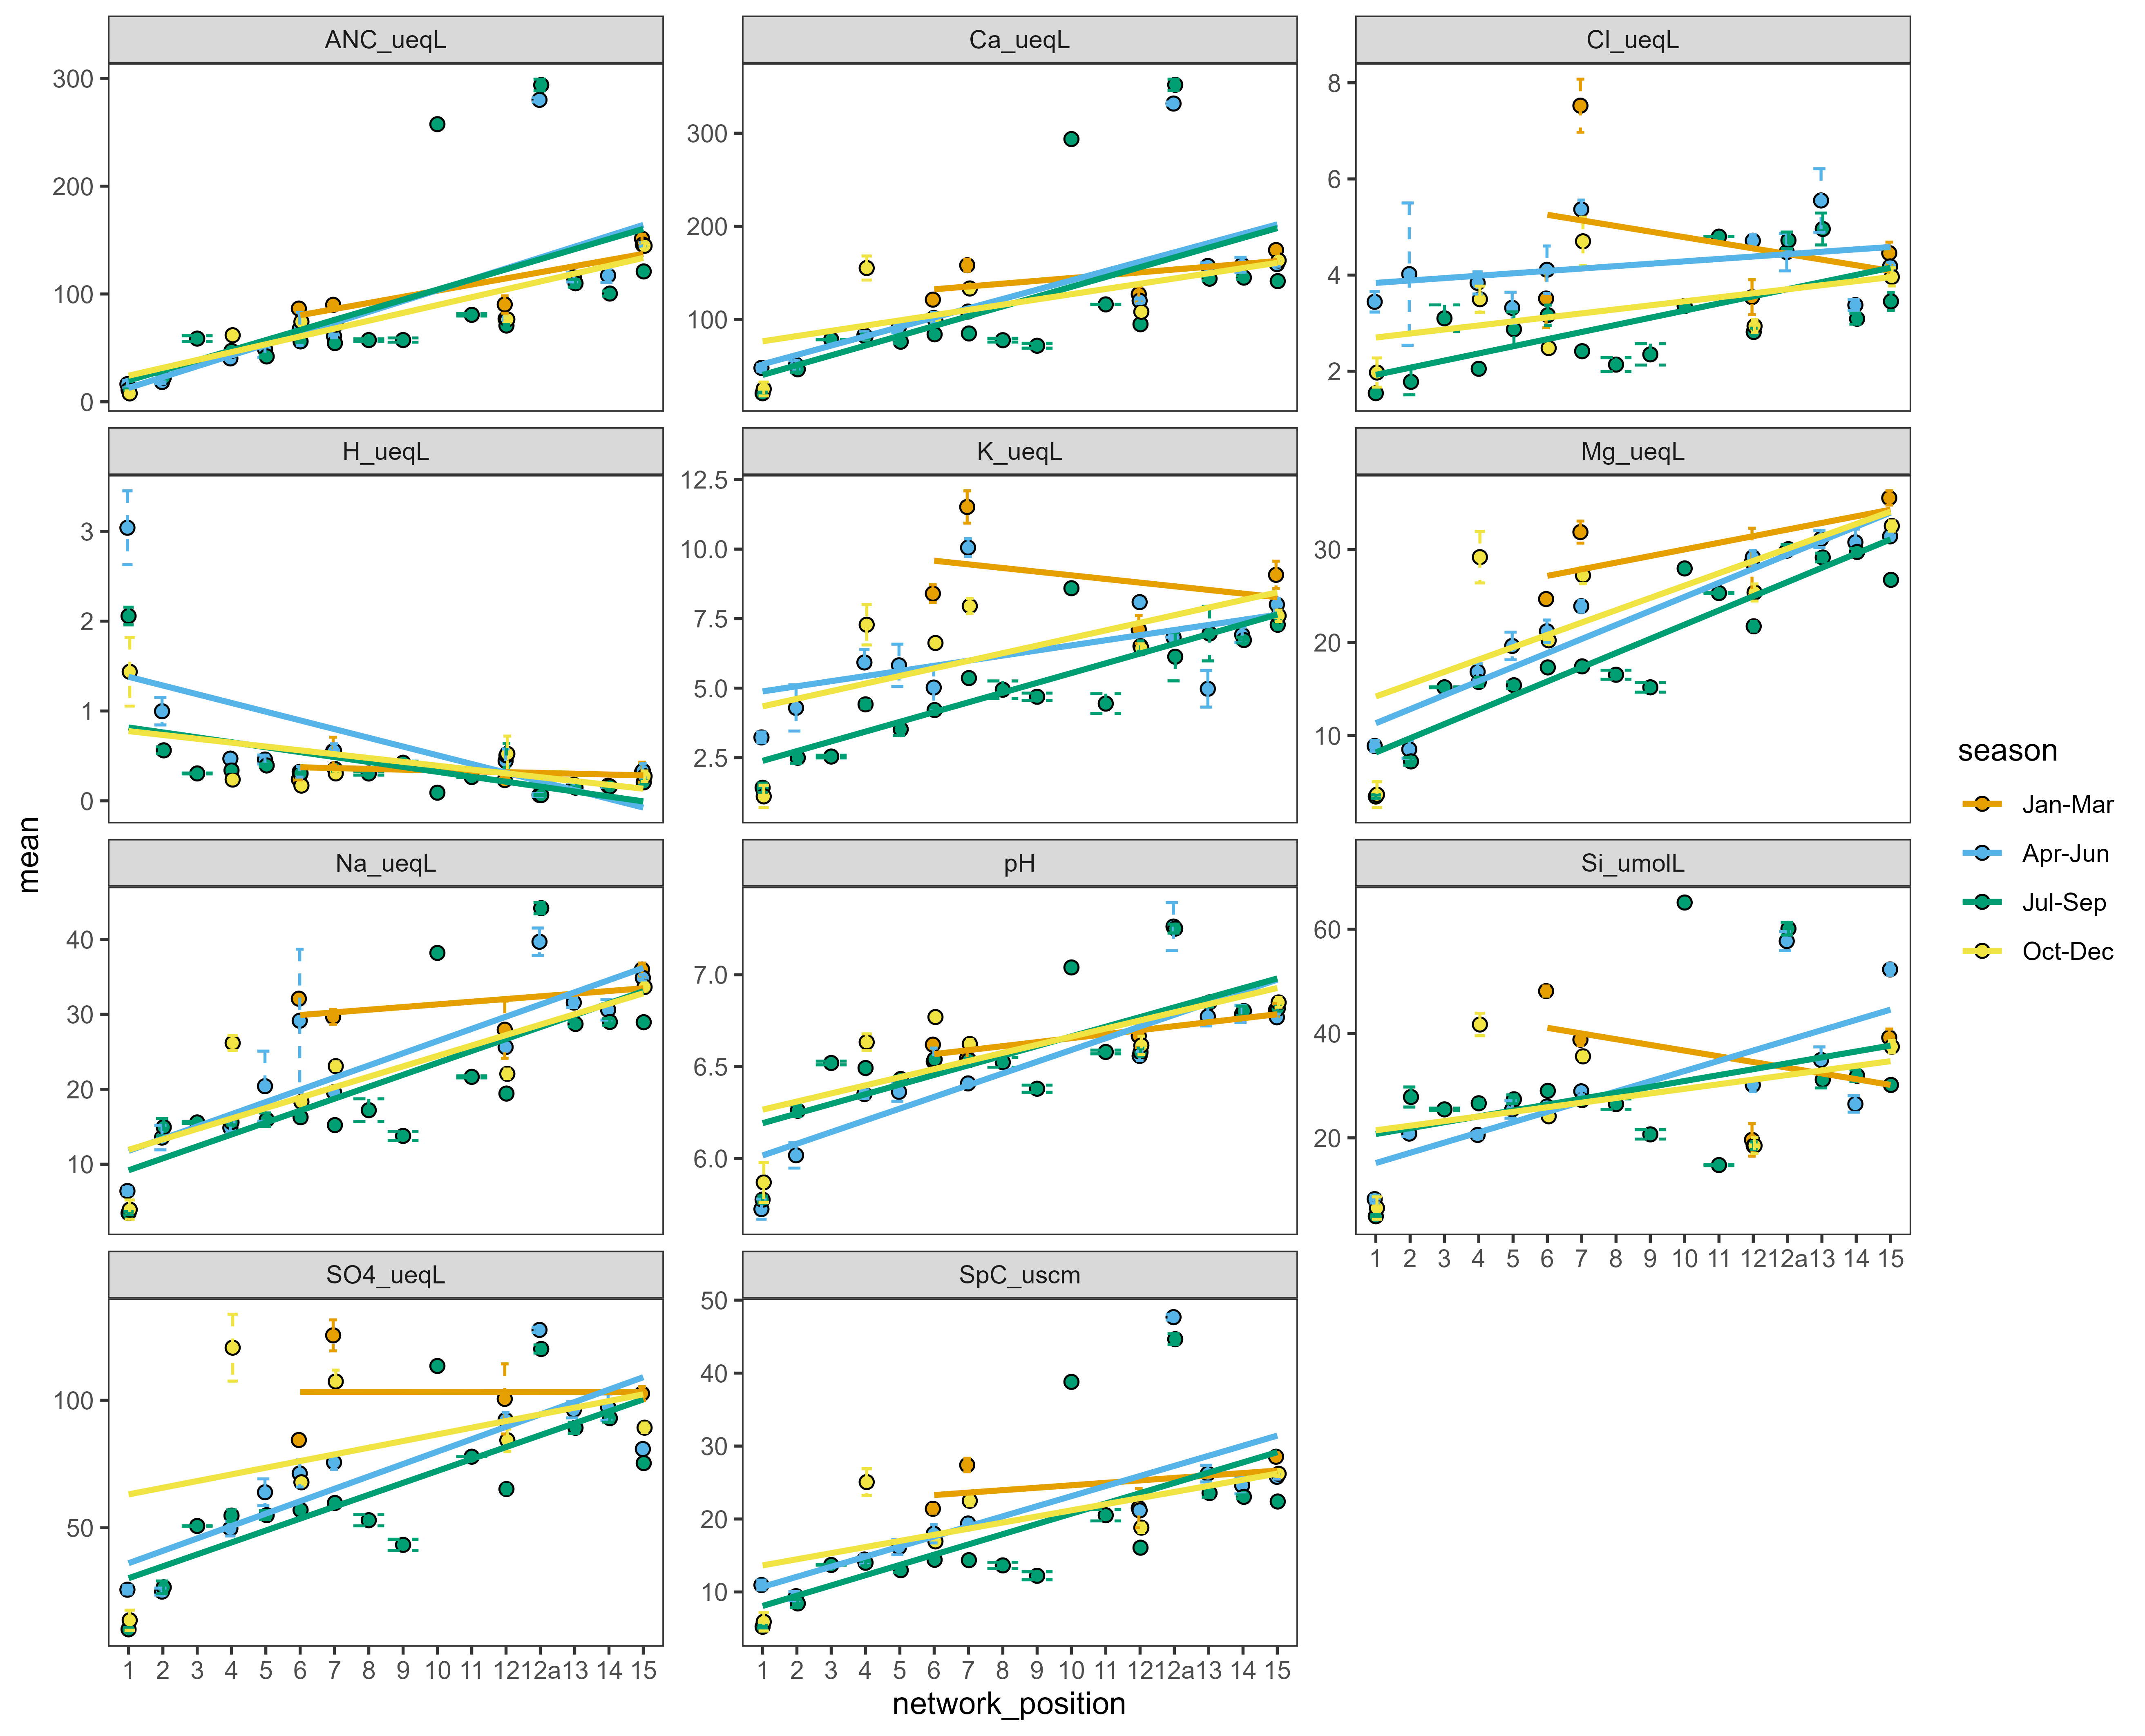 ANC_ueqL
Ca_ueqL
Cl_ueqL
300
200
100
0
300
200
100
8
6
4
2
H_ueqL
K_ueqL
Mg_ueqL
3
2
1
0
12.5
10.0
7.5
5.0
2.5
30
20
10
Na_ueqL
pH
Si_umolL
40
30
20
10
7.0
6.5
6.0
60
40
20
1 2 3 4 5 6 7 8 9 10 11 12 12a 13 14 15
SO4_ueqL
SpC_uscm
100
50
50
40
30
20
10
1 2 3 4 5 6 7 8 9 10 11 12 12a 13 14 15
1 2 3 4 5 6 7 8 9 10 11 12 12a 13 14 15
mean
network_position
season
Jan-Mar
Apr-Jun
Jul-Sep
Oct-Dec